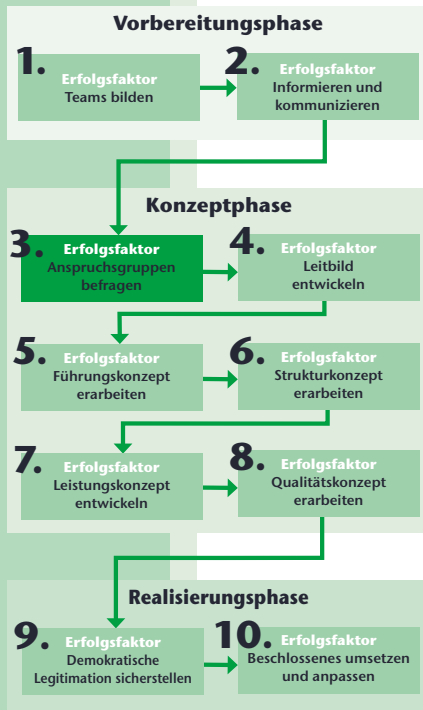 Vorbereitungsphase
1.
Erfolgsfaktor
Teams bilden
2.
Erfolgsfaktor
Informieren und
kommunizieren
Konzeptphase
3.
Erfolgsfaktor
Anspruchsgruppen
befragen
4.
Erfolgsfaktor
Leitbild
entwickeln
5.
Erfolgsfaktor
Führungskonzept
erarbeiten
6.
Erfolgsfaktor
Strukturkonzept
erarbeiten
7.
Erfolgsfaktor
Leistungskonzept
entwickeln
8.
Erfolgsfaktor
Qualitätskonzept
erarbeiten
Realisierungsphase
9.
Erfolgsfaktor
Demokratische
Legitimation sicherstellen
10.
Erfolgsfaktor
Beschlossenes umsetzen
und anpassen